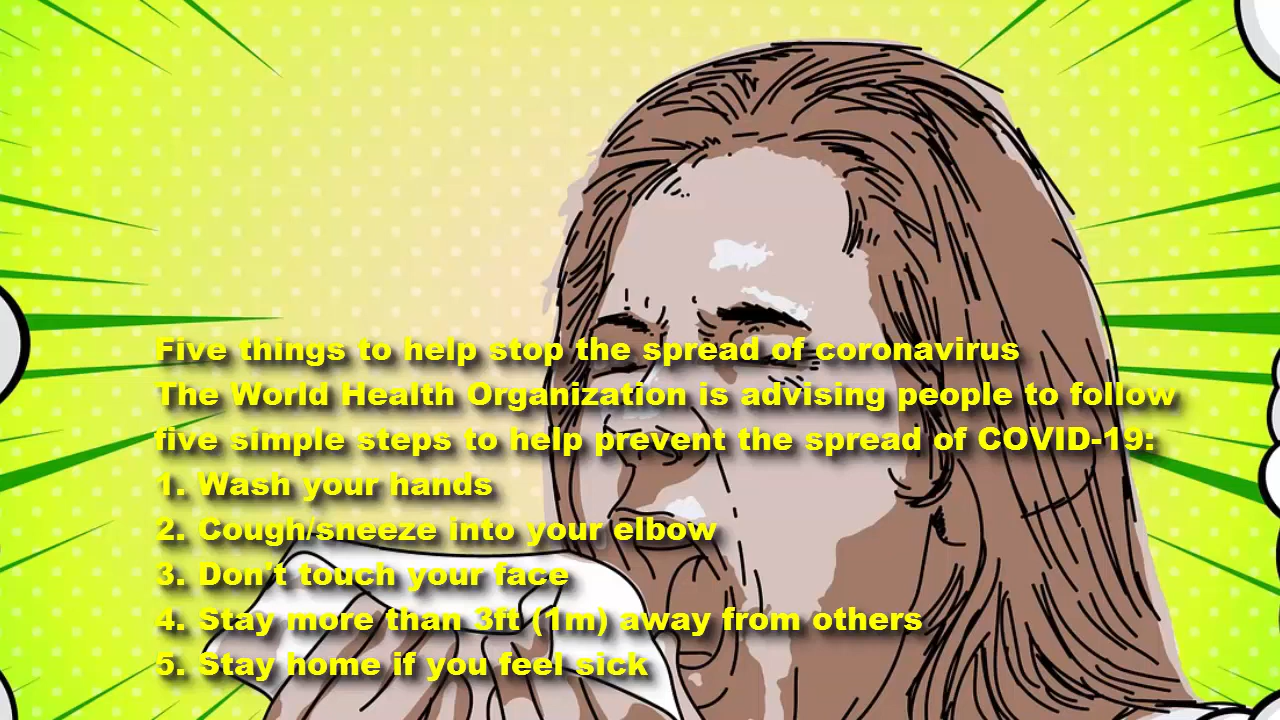 Five things to help stop the spread of coronavirus
The World Health Organization is advising people to follow
five simple steps to help prevent the spread of COVID-19:
1. Wash your hands
2. Cough/sneeze into your elbow
3. Don't touch your face
4. Stay more than 3ft (1m) away from others
5. Stay home if you feel sick